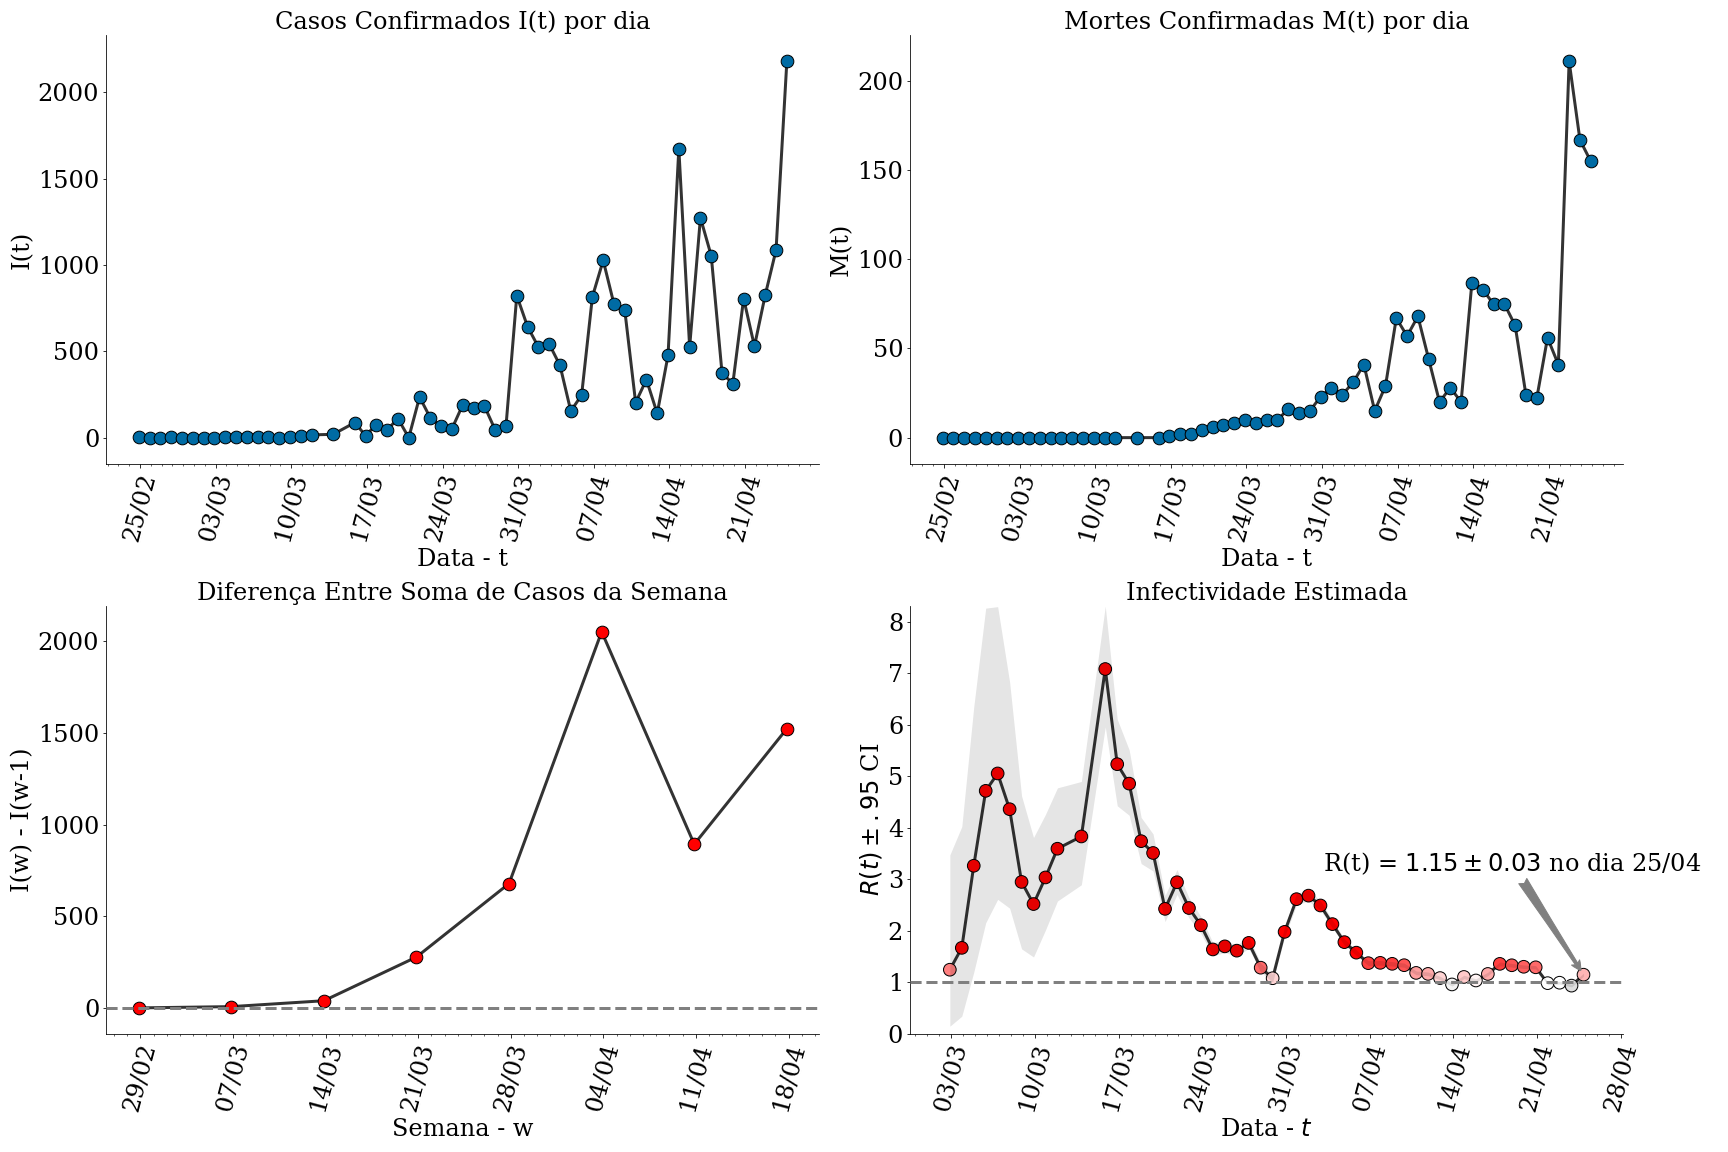 Casos Confirmados I(t) por dia
I(t)
2000
1500
1000
500
0
25/02 03/03 10/03 17/03 24/03 31/03 07/04 14/04 21/04
Data - t
Mortes Confirmadas M(t) por dia
M(t)
200
150
100
50
0
25/02 03/03 10/03 17/03 24/03 31/03 07/04 14/04 21/04
Data - t
Diferença Entre Soma de Casos da Semana
I(w) - I(w-1)
2000
1500
1000
500
0
29/02 07/03 14/03 21/03 28/03 04/04 11/04 18/04
Semana - w
Infectividade Estimada
R(t) ± .95 CI
8
7
6
5
4
3
2
1
0
R(t) = 1.15 ± 0.03 no dia 25/04
03/03 10/03 17/03 24/03 31/03 07/04 14/04 21/04 28/04
Data - t